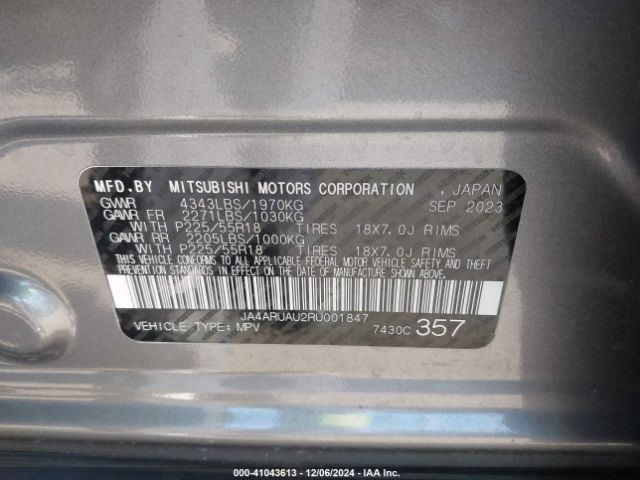 MFD.BY MITSUBISHI MOTORS CORPORATION , JAPAN
GVWR 4343LBS/1970KG SEP 2023
GAWR FR 2271LBS/1030KG
WITH P225/55R18 TIRES 18X7.0J RIMS
GAWR RR 2205LBS/1000KG
WITH P225/55R18 TIRES 18X7.0J RIMS
THIS VEHICLE CONFORMS TO ALL APPLICABLE FEDERAL MOTOR VEHICLE SAFETY AND
THEFT PREVENTION STANDARDS IN EFFECT ON THE DATE OF MANUFACTURE SHOWN ABOVE.
JA4ARUAU2RU001847
VEHICLE TYPE: MPV 7430C 357
000-41043613 - 12/06/2024 - IAA Holdings, LLC.